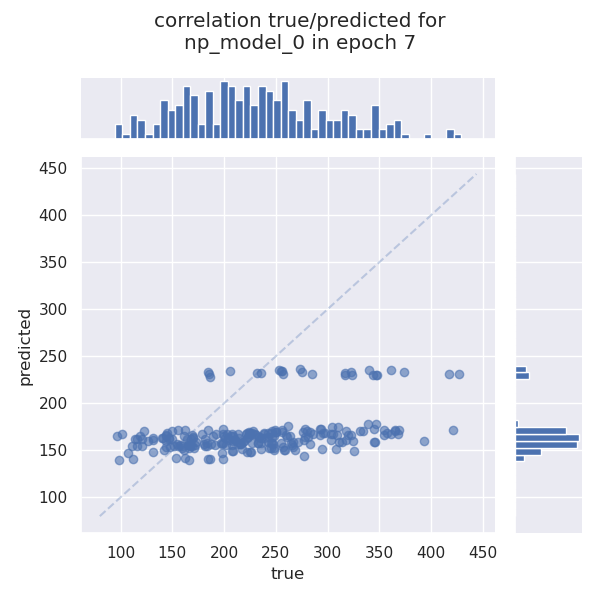 correlation true/predicted for
np_model_0 in epoch 7
450
400
350
300
250
200
150
100
predicted
100 150 200 250 300 350 400 450
true